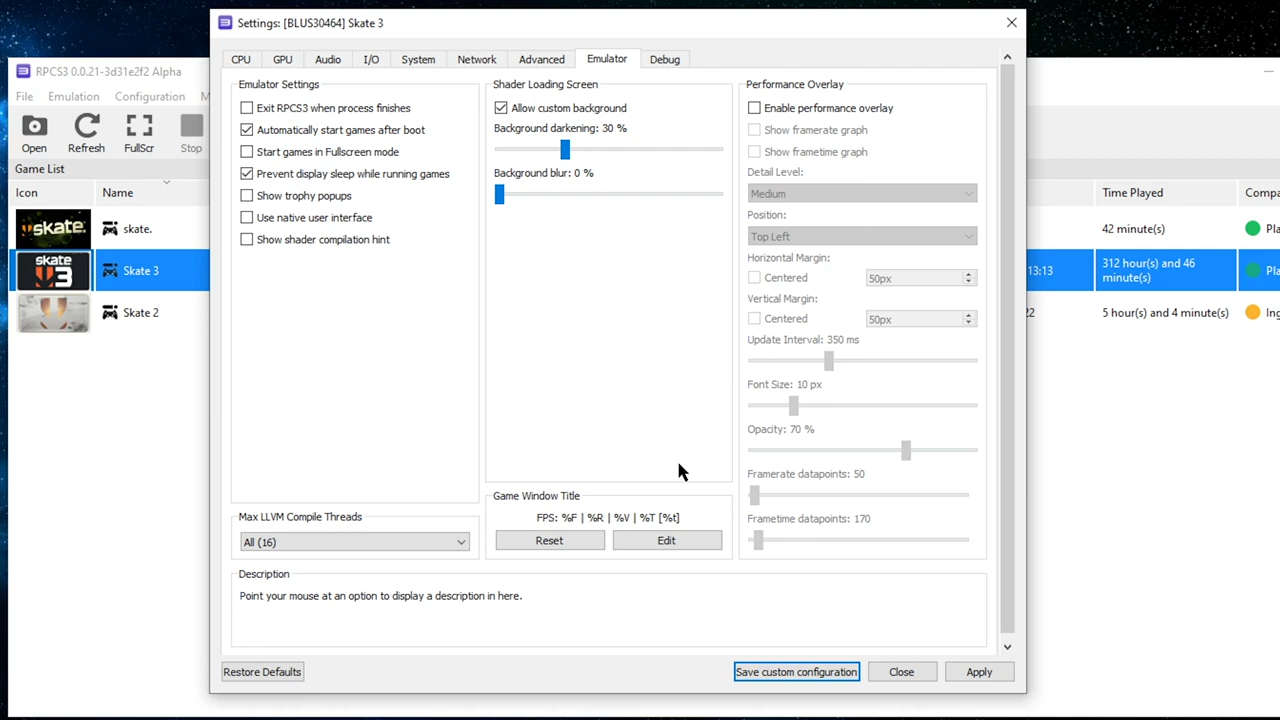 Settings: [BLUS30464] Skate 3
RPCS3 0.0.21-3d31e2f2 Alpha
File Emulation Configuration M
Open Refresh FullScr Stop
Game List
Icon Name Time Played Compa
skate. skate. 42 minute(s) Pla
skate 3 Skate 3 13:13 312 hour(s) and 46 minute(s) Pla
Skate 2 22 5 hour(s) and 4 minute(s) Ing
CPU GPU Audio I/O System Network Advanced Emulator Debug
Emulator Settings
Exit RPCS3 when process finishes
Automatically start games after boot
Start games in Fullscreen mode
Prevent display sleep while running games
Show trophy popups
Use native user interface
Show shader compilation hint
Max LLVM Compile Threads
All (16)
Shader Loading Screen
Allow custom background
Background darkening: 30 %
Background blur: 0 %
Game Window Title
FPS: %F | %R | %V | %T [%t]
Reset Edit
Performance Overlay
Enable performance overlay
Show framerate graph
Show frametime graph
Detail Level:
Medium
Position:
Top Left
Horizontal Margin:
Centered 50px
Vertical Margin:
Centered 50px
Update Interval: 350 ms
Font Size: 10 px
Opacity: 70 %
Framerate datapoints: 50
Frametime datapoints: 170
Description
Point your mouse at an option to display a description in here.
Restore Defaults Save custom configuration Close Apply